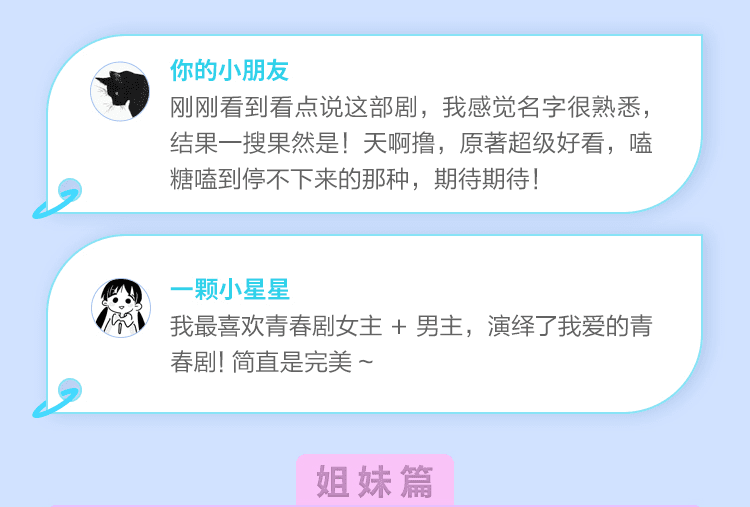 你的小朋友
刚刚看到看点说这部剧，我感觉名字很熟悉，
结果一搜果然是！天啊撸，原著超级好看，嗑
糖嗑到停不下来的那种，期待期待！
一颗小星星
我最喜欢青春剧女主 + 男主，演绎了我爱的青
春剧! 简直是完美 ~
姐妹篇